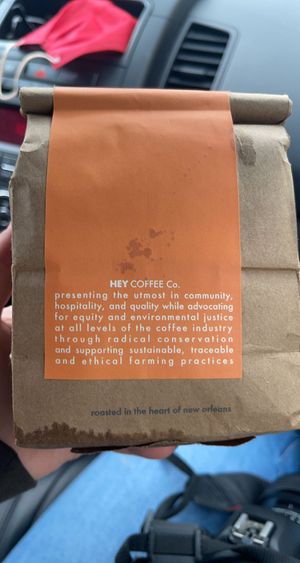 HEY COFFEE Co.
presenting the utmost in community,
hospitality, and quality while advocating
for equity and environmental justice
at all levels of the coffee industry
through radical conservation
and supporting sustainable, traceable
and ethical farming practices
roasted in the heart of new orleans